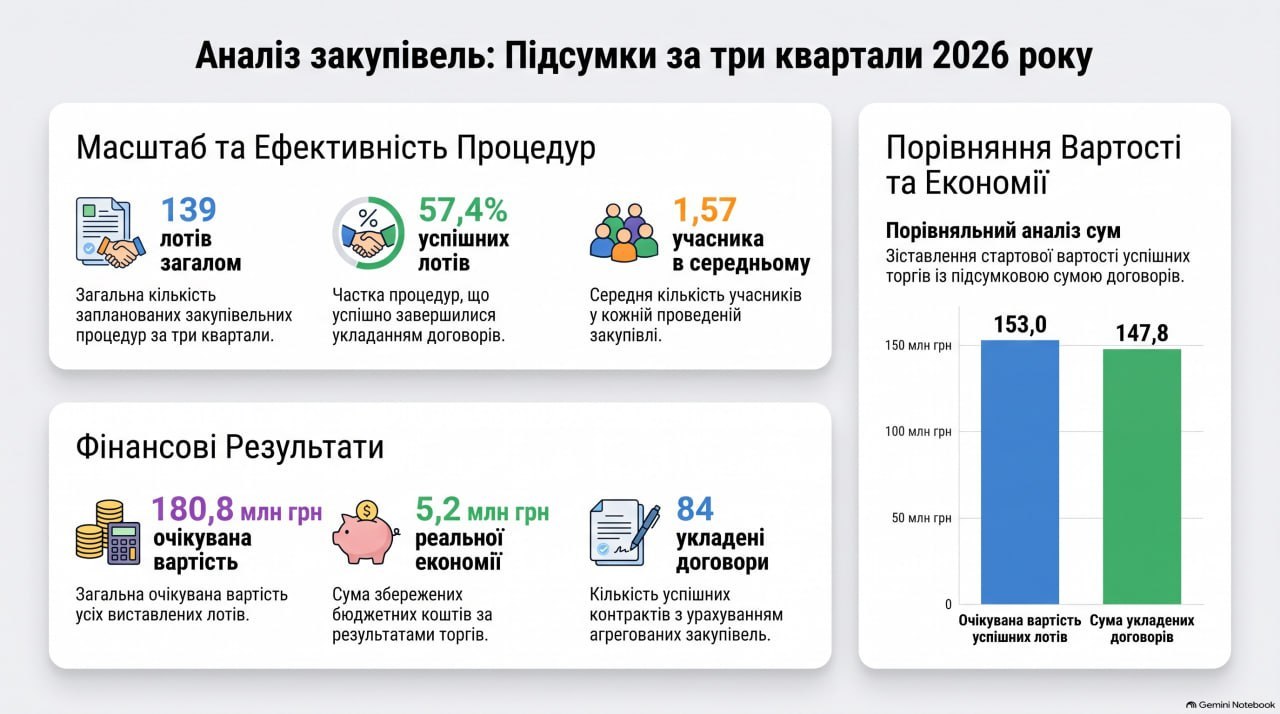 Аналіз закупівель: Підсумки за три квартали 2026 року
Масштаб та Ефективність Процедур
139
лотів
загалом
Загальна кількість
запланованих закупівельних
процедур за три квартали.
%
57,4%
успішних
лотів
Частка процедур, що
успішно завершилися
укладанням договорів.
1,57
учасника
в середньому
Середня кількість учасників
у кожній проведеній
закупівлі.
Фінансові Результати
180,8 млн грн
очікувана
вартість
Загальна очікувана вартість
усіх виставлених лотів.
$
5,2 млн грн
реальної
економії
Сума збережених
бюджетних коштів за
результатами торгів.
84
укладені
договори
Кількість успішних
контрактів з урахуванням
агрегованих закупівель.
Порівняння Вартості
та Економії
Порівняльний аналіз сум
Зіставлення стартової вартості успішних
торгів із підсумковою сумою договорів.
153,0
147,8
150 млн грн
100 млн грн
50 млн грн
0
Очікувана вартість
успішних лотів
Сума укладених
договорів
Gemini Notebook